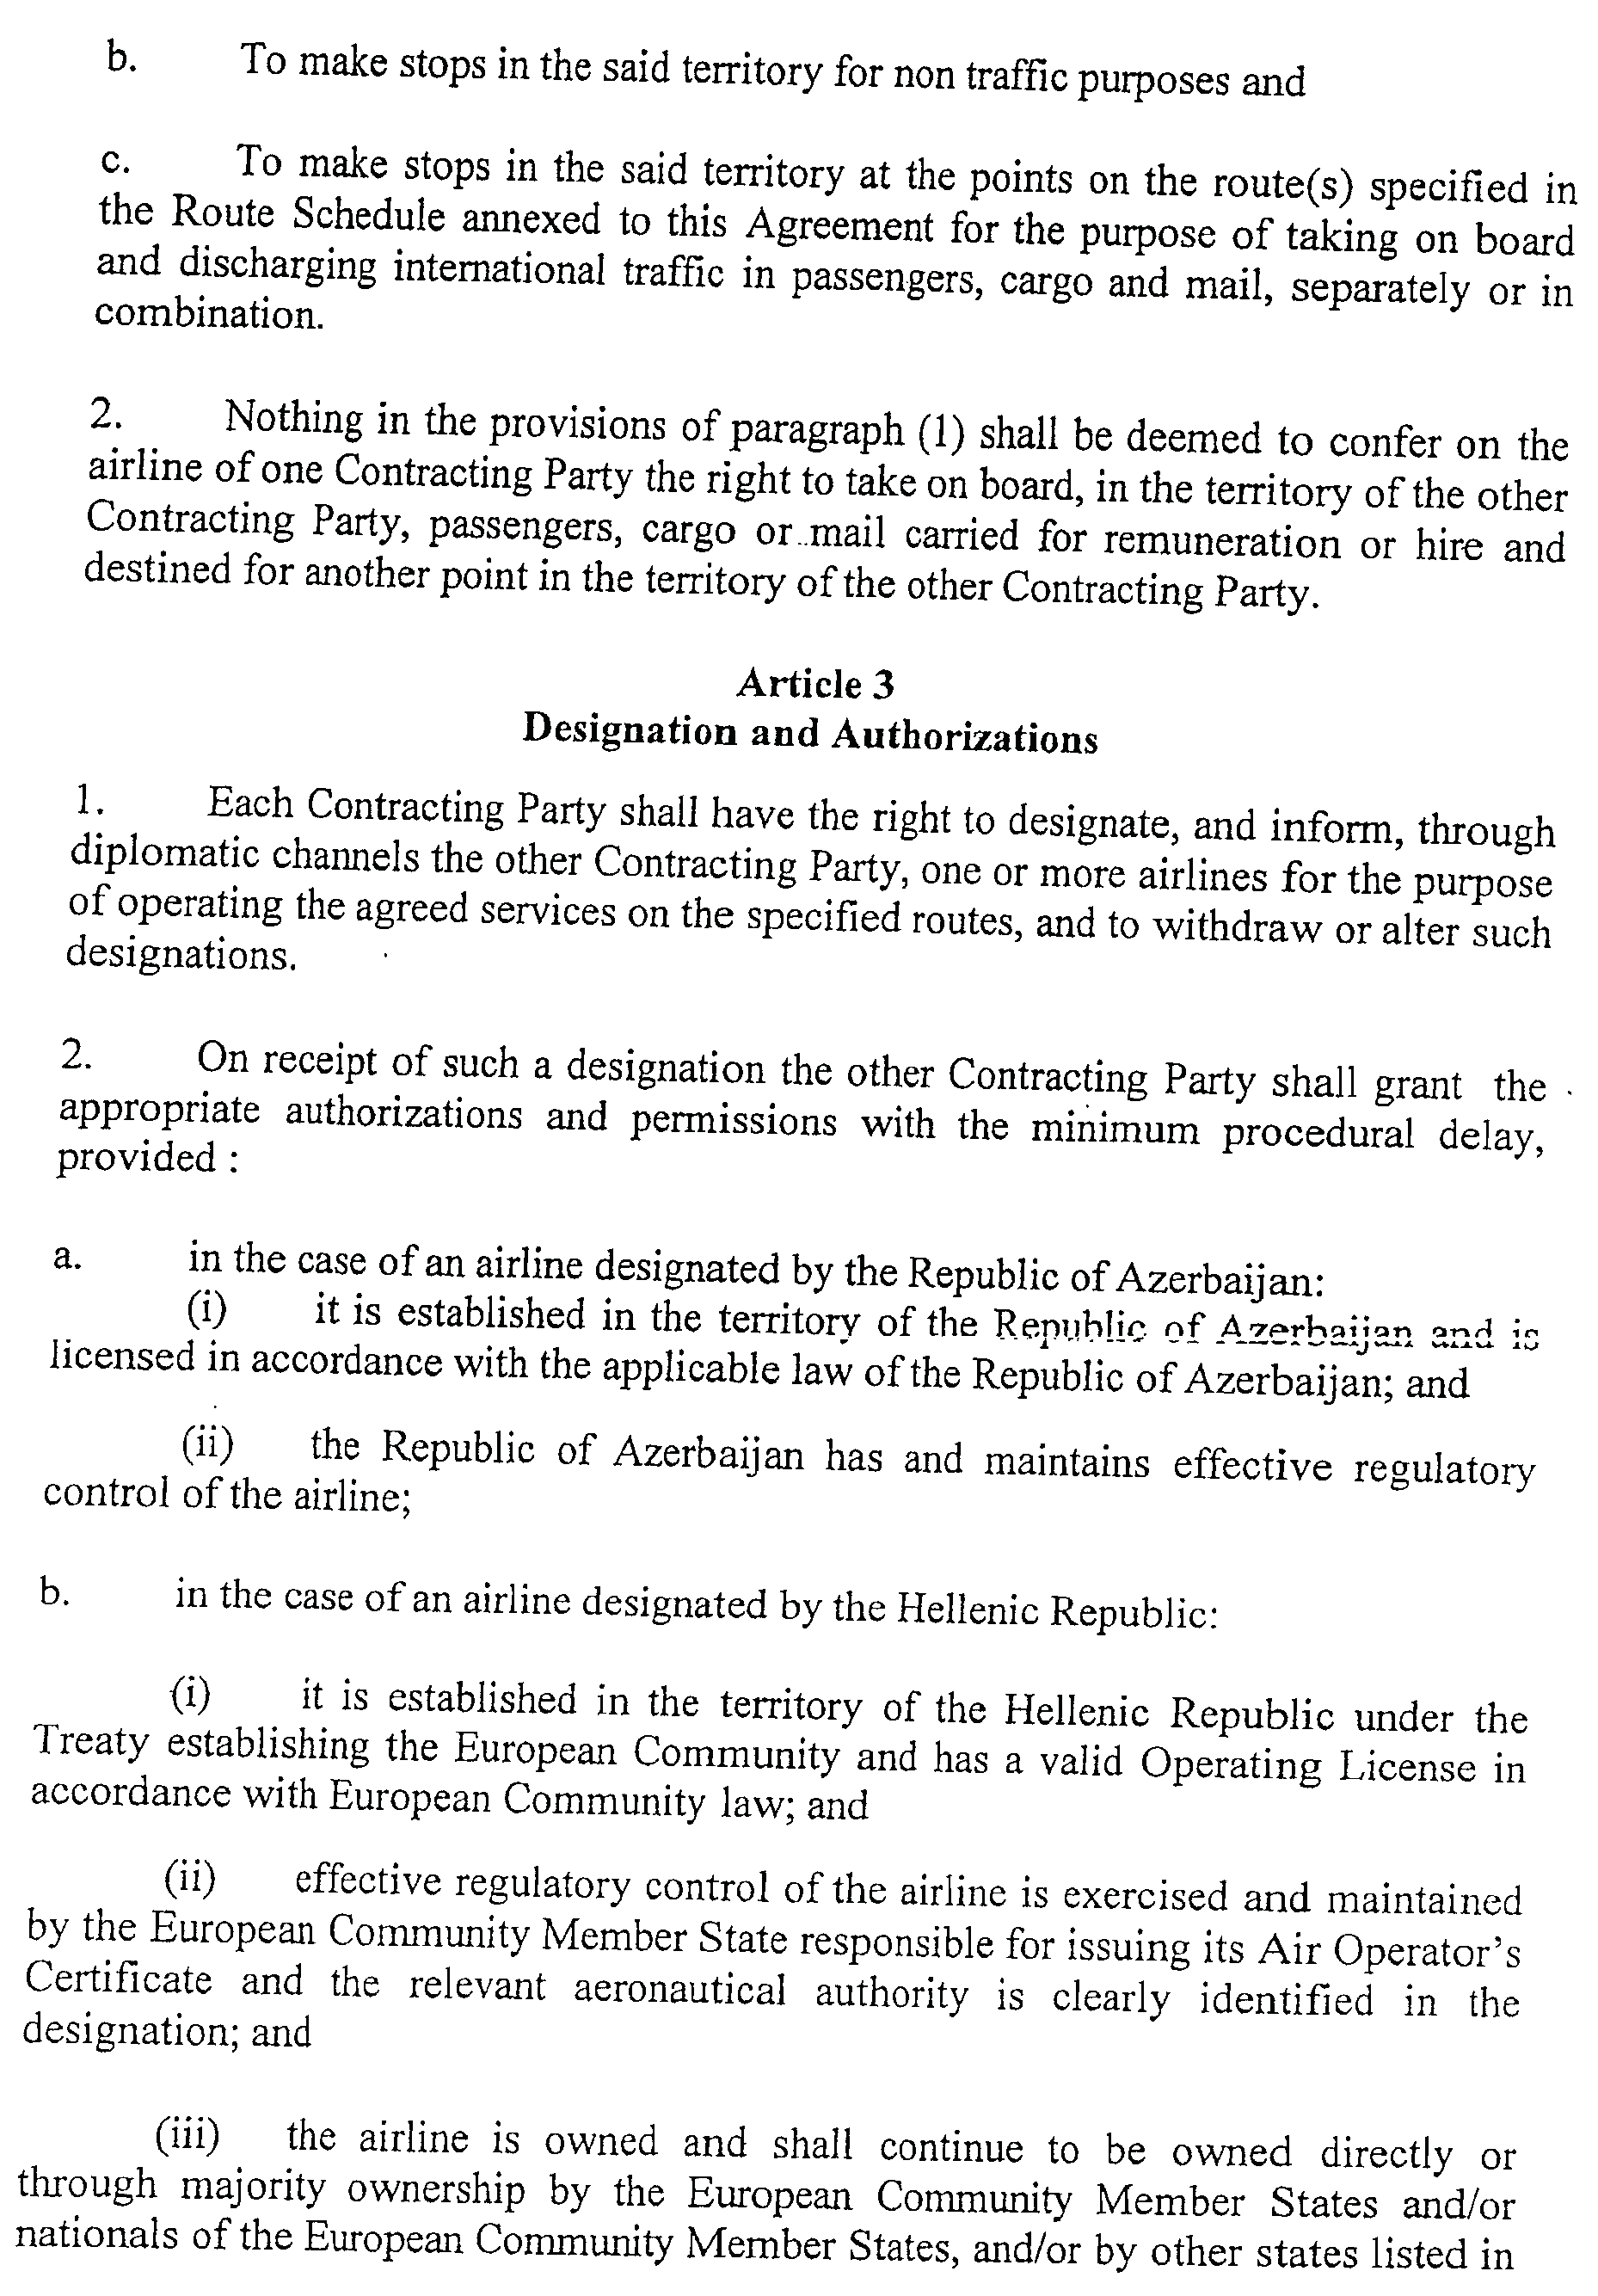 b. To make stops in the said territory for non traffic purposes and
c. To make stops in the said territory at the points on the route(s) specified in
the Route Schedule annexed to this Agreement for the purpose of taking on board
and discharging international traffic in passengers, cargo and mail, separately or in
combination.
2. Nothing in the provisions of paragraph (1) shall be deemed to confer on the
airline of one Contracting Party the right to take on board, in the territory of the other
Contracting Party, passengers, cargo or mail carried for remuneration or hire and
destined for another point in the territory of the other Contracting Party.
Article 3
Designation and Authorizations
1. Each Contracting Party shall have the right to designate, and inform, through
diplomatic channels the other Contracting Party, one or more airlines for the purpose
of operating the agreed services on the specified routes, and to withdraw or alter such
designations.
2. On receipt of such a designation the other Contracting Party shall grant the
appropriate authorizations and permissions with the minimum procedural delay,
provided :
a. in the case of an airline designated by the Republic of Azerbaijan:
(i) it is established in the territory of the Republic of Azerbaijan and is
licensed in accordance with the applicable law of the Republic of Azerbaijan; and
(ii) the Republic of Azerbaijan has and maintains effective regulatory
control of the airline;
b. in the case of an airline designated by the Hellenic Republic:
(i) it is established in the territory of the Hellenic Republic under the
Treaty establishing the European Community and has a valid Operating License in
accordance with European Community law; and
(ii) effective regulatory control of the airline is exercised and maintained
by the European Community Member State responsible for issuing its Air Operator's
Certificate and the relevant aeronautical authority is clearly identified in the
designation; and
(iii) the airline is owned and shall continue to be owned directly or
through majority ownership by the European Community Member States and/or
nationals of the European Community Member States, and/or by other states listed in